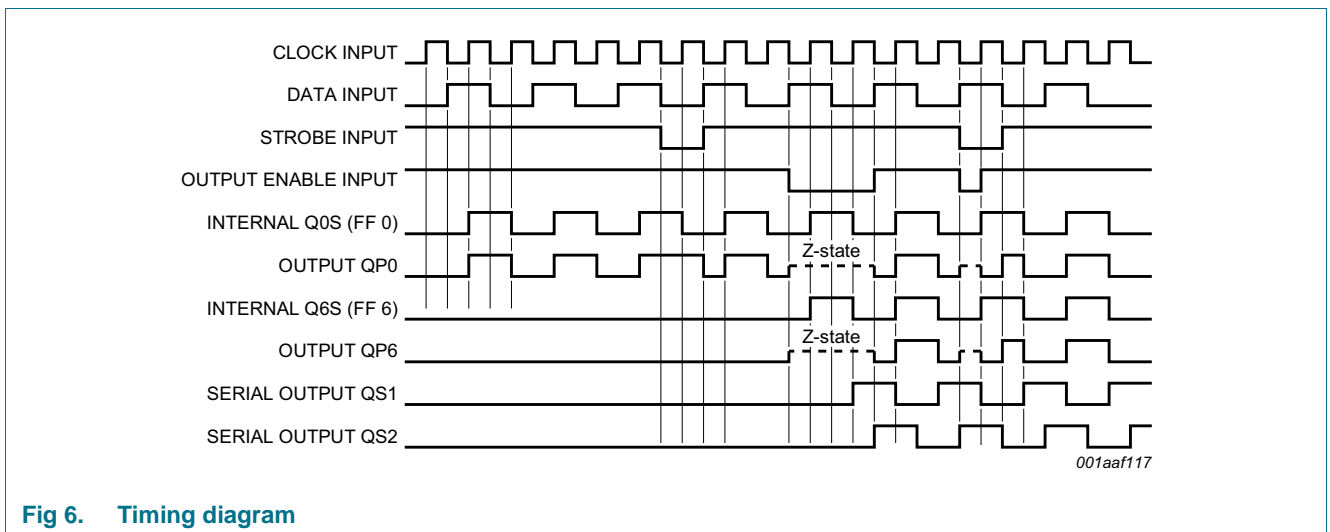 CLOCK INPUT
DATA INPUT
STROBE INPUT
OUTPUT ENABLE INPUT
INTERNAL Q0S (FF 0)
Z-state
OUTPUT QP0
INTERNAL Q6S (FF 6)
Z-state
OUTPUT QP6
SERIAL OUTPUT QS1
SERIAL OUTPUT QS2
001aaf117
Fig 6. Timing diagram